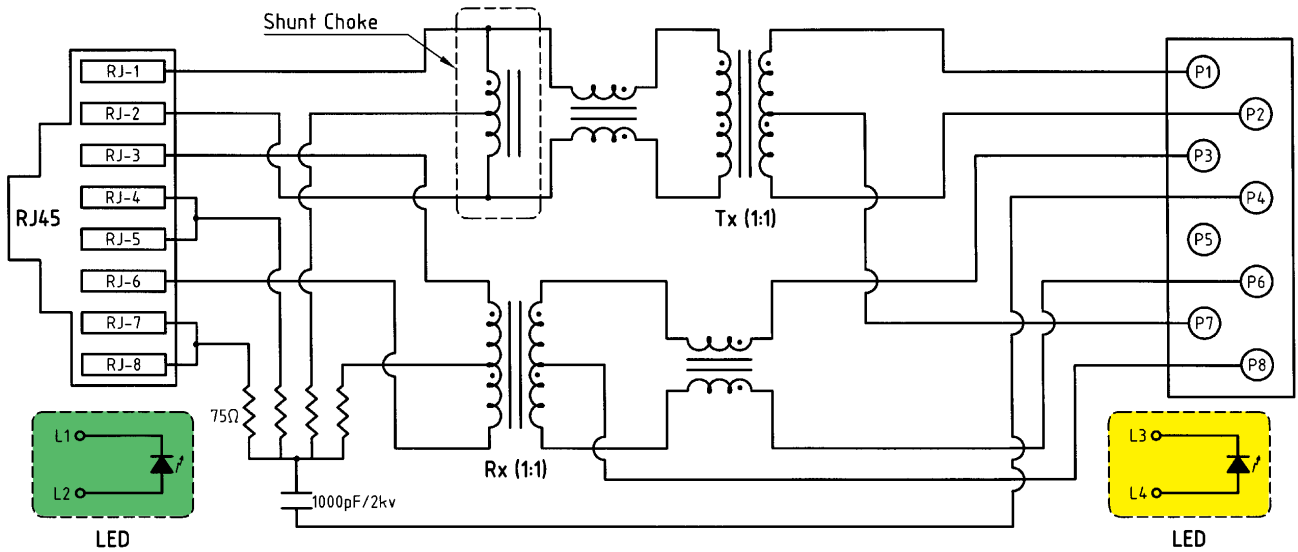 Shunt Choke
RJ-1
RJ-2
RJ-3
RJ-4
RJ45
RJ-5
RJ-6
RJ-7
RJ-8
P1
P2
P3
P4
P5
P6
P7
P8
Tx (1:1)
Rx (1:1)
75Ω
1000pF/2kv
L1
L2
LED
L3
L4
LED